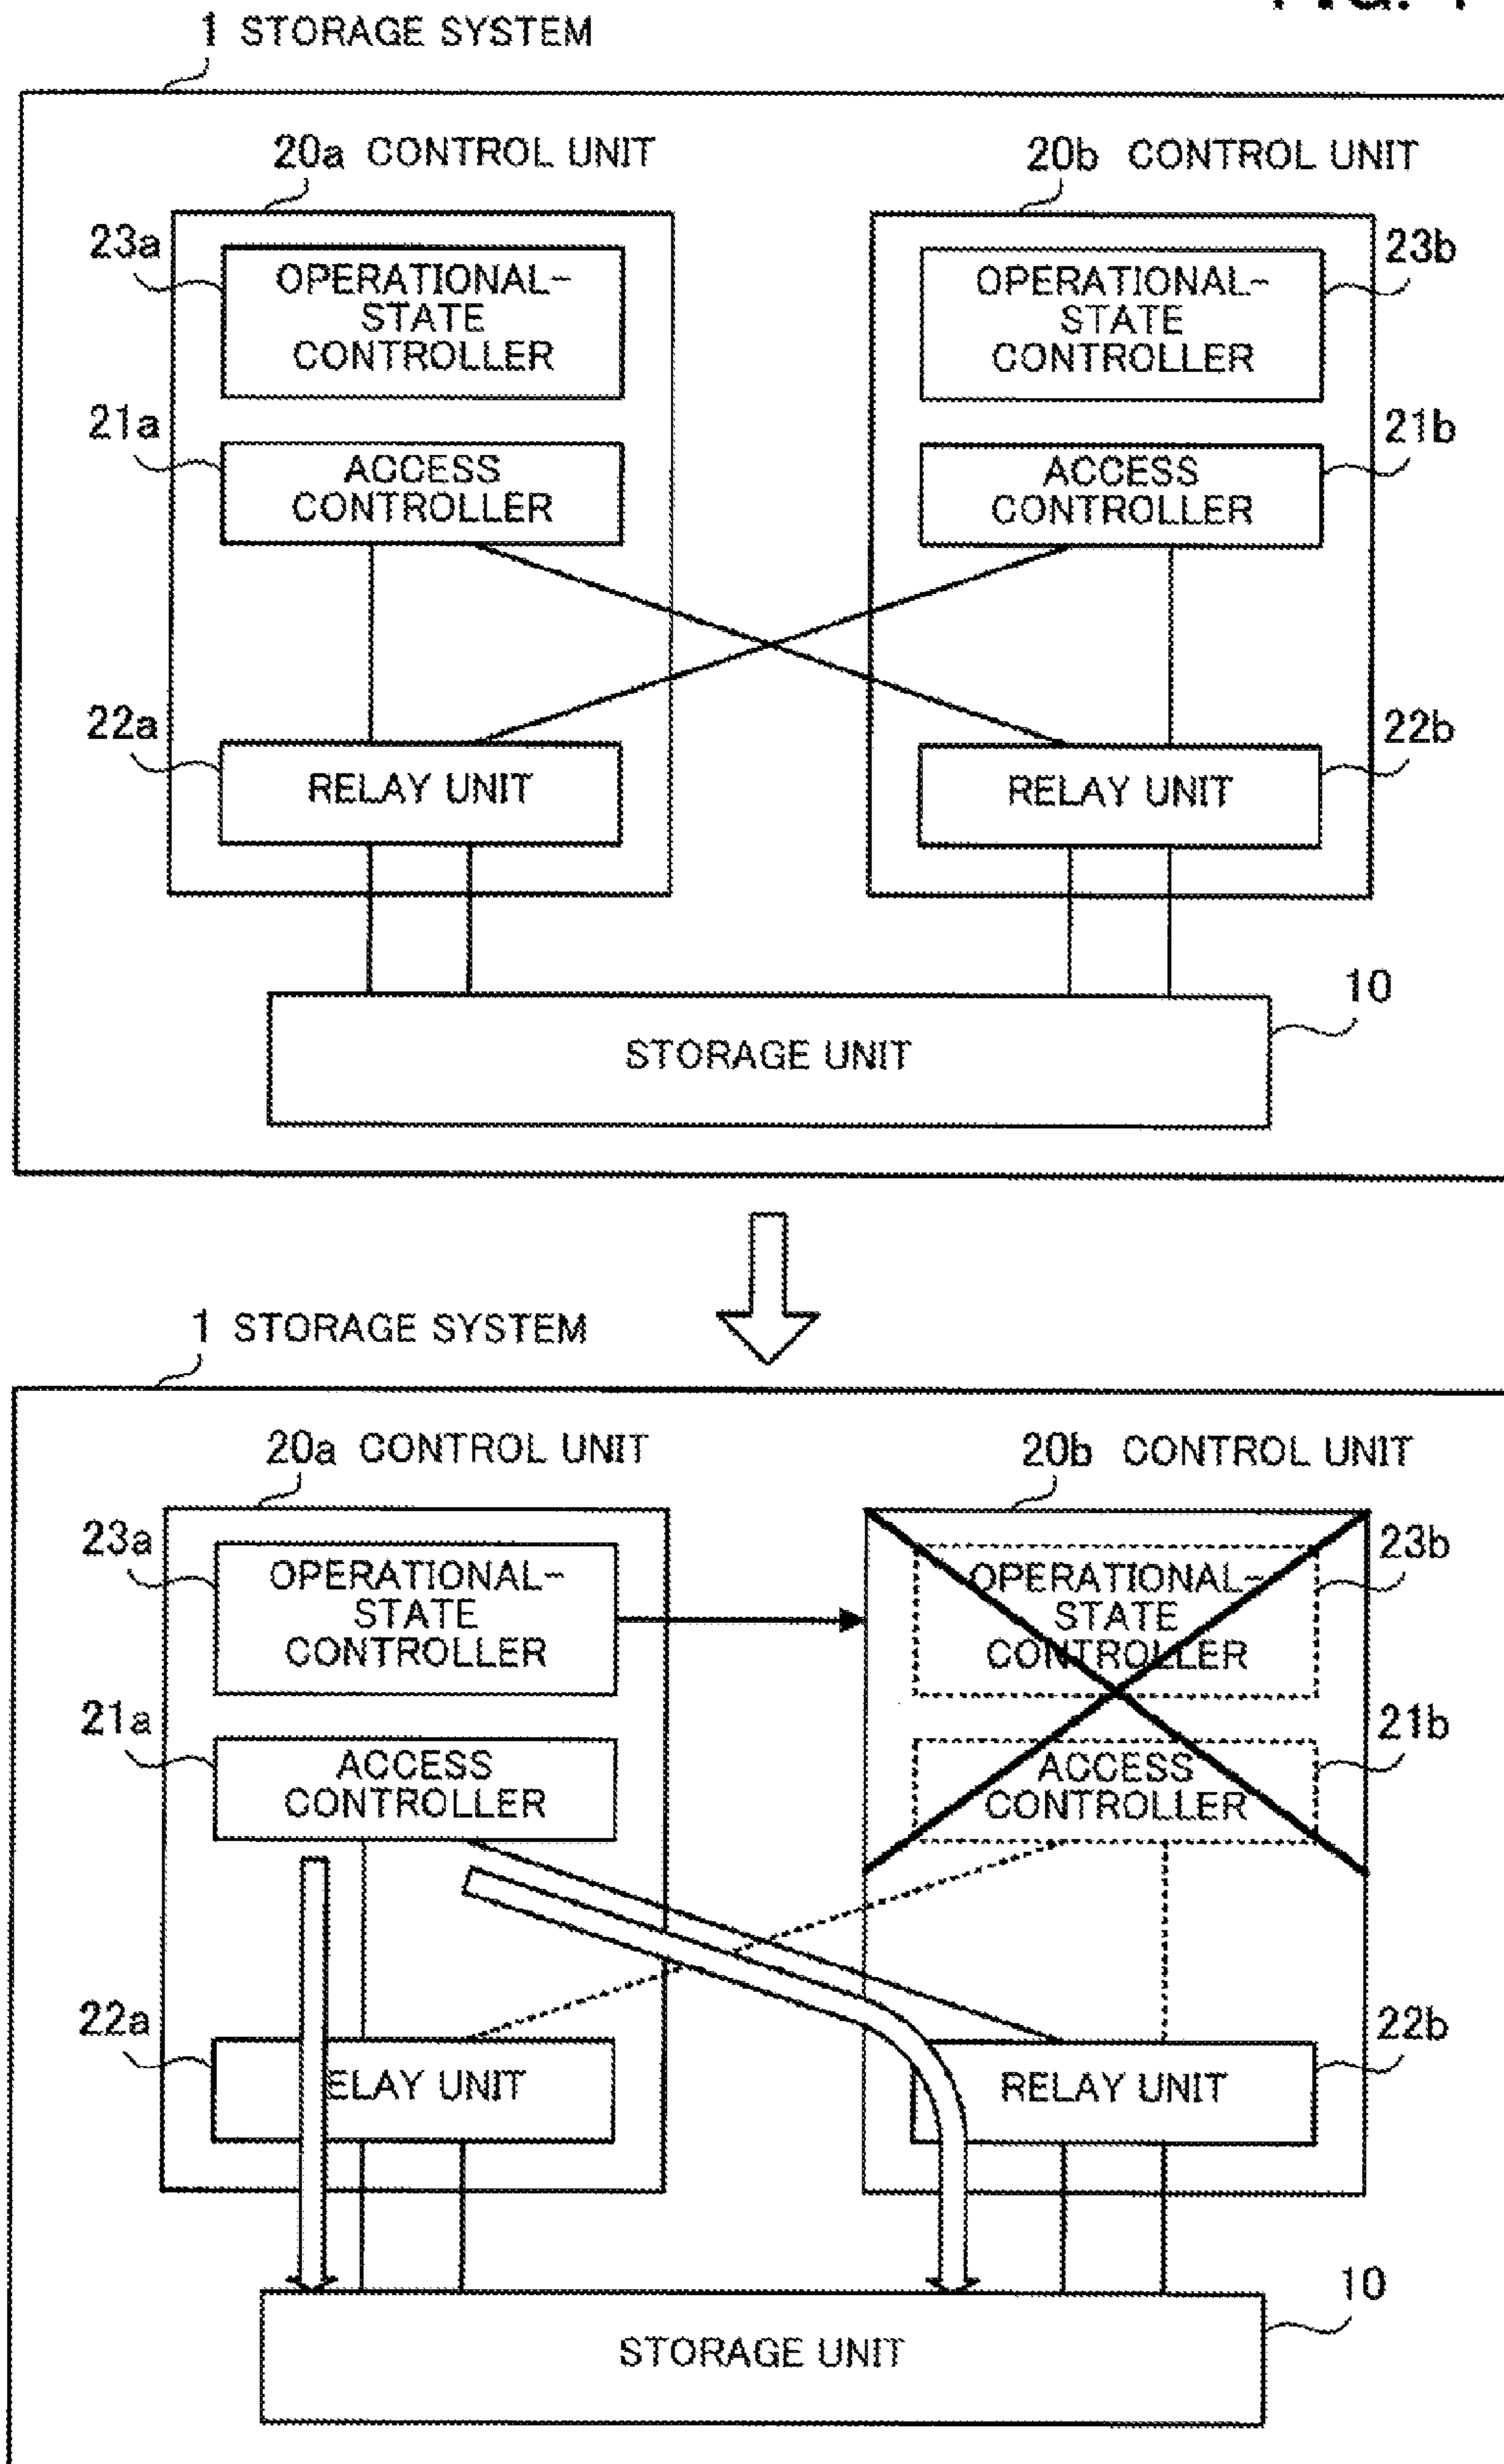 1 STORAGE SYSTEM
20a CONTROL UNIT
20b CONTROL UNIT
23a
OPERATIONAL-
STATE
CONTROLLER
OPERATIONAL-
STATE
CONTROLLER
23b
21a
ACCESS
CONTROLLER
ACCESS
CONTROLLER
21b
22a
RELAY UNIT
RELAY UNIT
22b
10
STORAGE UNIT
1 STORAGE SYSTEM
20a CONTROL UNIT
20b CONTROL UNIT
23a
OPERATIONAL-
STATE
CONTROLLER
OPERATIONAL-
STATE
CONTROLLER
23b
21a
ACCESS
CONTROLLER
ACCESS
CONTROLLER
21b
22a
ELAY UNIT
RELAY UNIT
22b
10
STORAGE UNIT